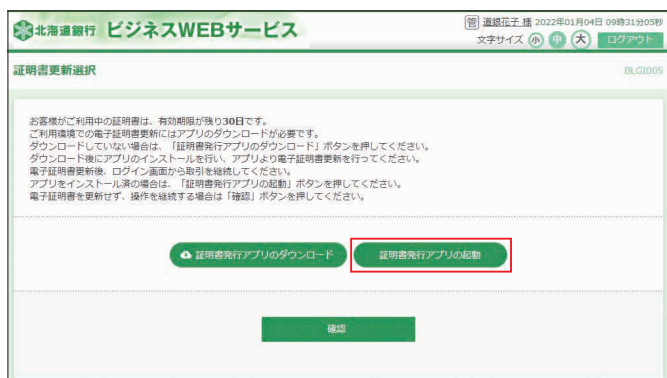 北海道銀行 ビジネスWEBサービス
管 道銀花子 様 2022年01月04日 09時31分05秒
文字サイズ 小 中 大 ログアウト
証明書更新選択
BLGI005
お客様がご利用中の証明書は、有効期限が残り30日です。
ご利用環境での電子証明書更新にはアプリのダウンロードが必要です。
ダウンロードしていない場合は、「証明書発行アプリのダウンロード」ボタンを押してください。
ダウンロード後にアプリのインストールを行い、アプリより電子証明書更新を行ってください。
電子証明書更新後、ログイン画面から取引を継続してください。
アプリをインストール済の場合は、「証明書発行アプリの起動」ボタンを押してください。
電子証明書を更新せず、操作を継続する場合は「確認」ボタンを押してください。
証明書発行アプリのダウンロード
証明書発行アプリの起動
確認